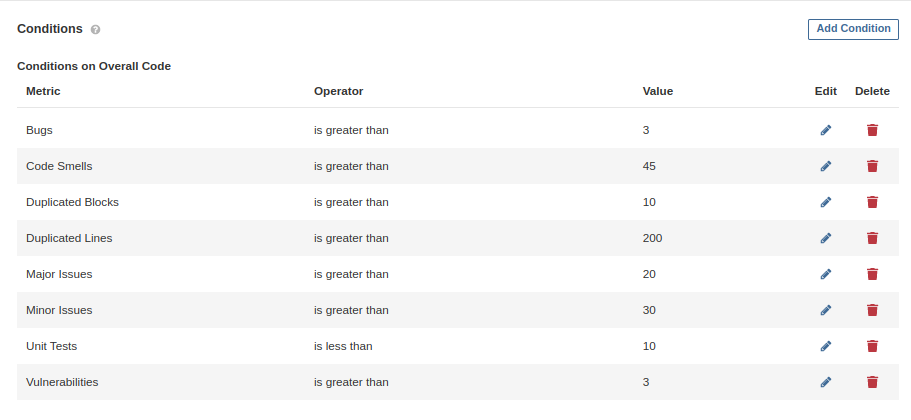 Conditions ?
Add Condition
Conditions on Overall Code
Metric Operator Value Edit Delete
Bugs is greater than 3
Code Smells is greater than 45
Duplicated Blocks is greater than 10
Duplicated Lines is greater than 200
Major Issues is greater than 20
Minor Issues is greater than 30
Unit Tests is less than 10
Vulnerabilities is greater than 3